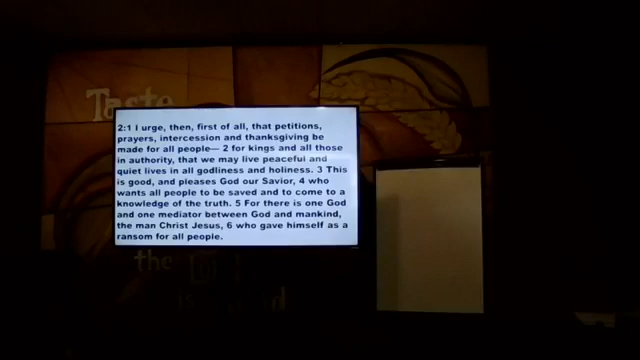 Taste
2:1 I urge, then, first of all, that petitions,
prayers, intercession and thanksgiving be
made for all people— 2 for kings and all those
in authority, that we may live peaceful and
quiet lives in all godliness and holiness. 3 This
is good, and pleases God our Savior, 4 who
wants all people to be saved and to come to a
knowledge of the truth. 5 For there is one God
and one mediator between God and mankind,
the man Christ Jesus, 6 who gave himself as a
ransom for all people.
the Lord
is